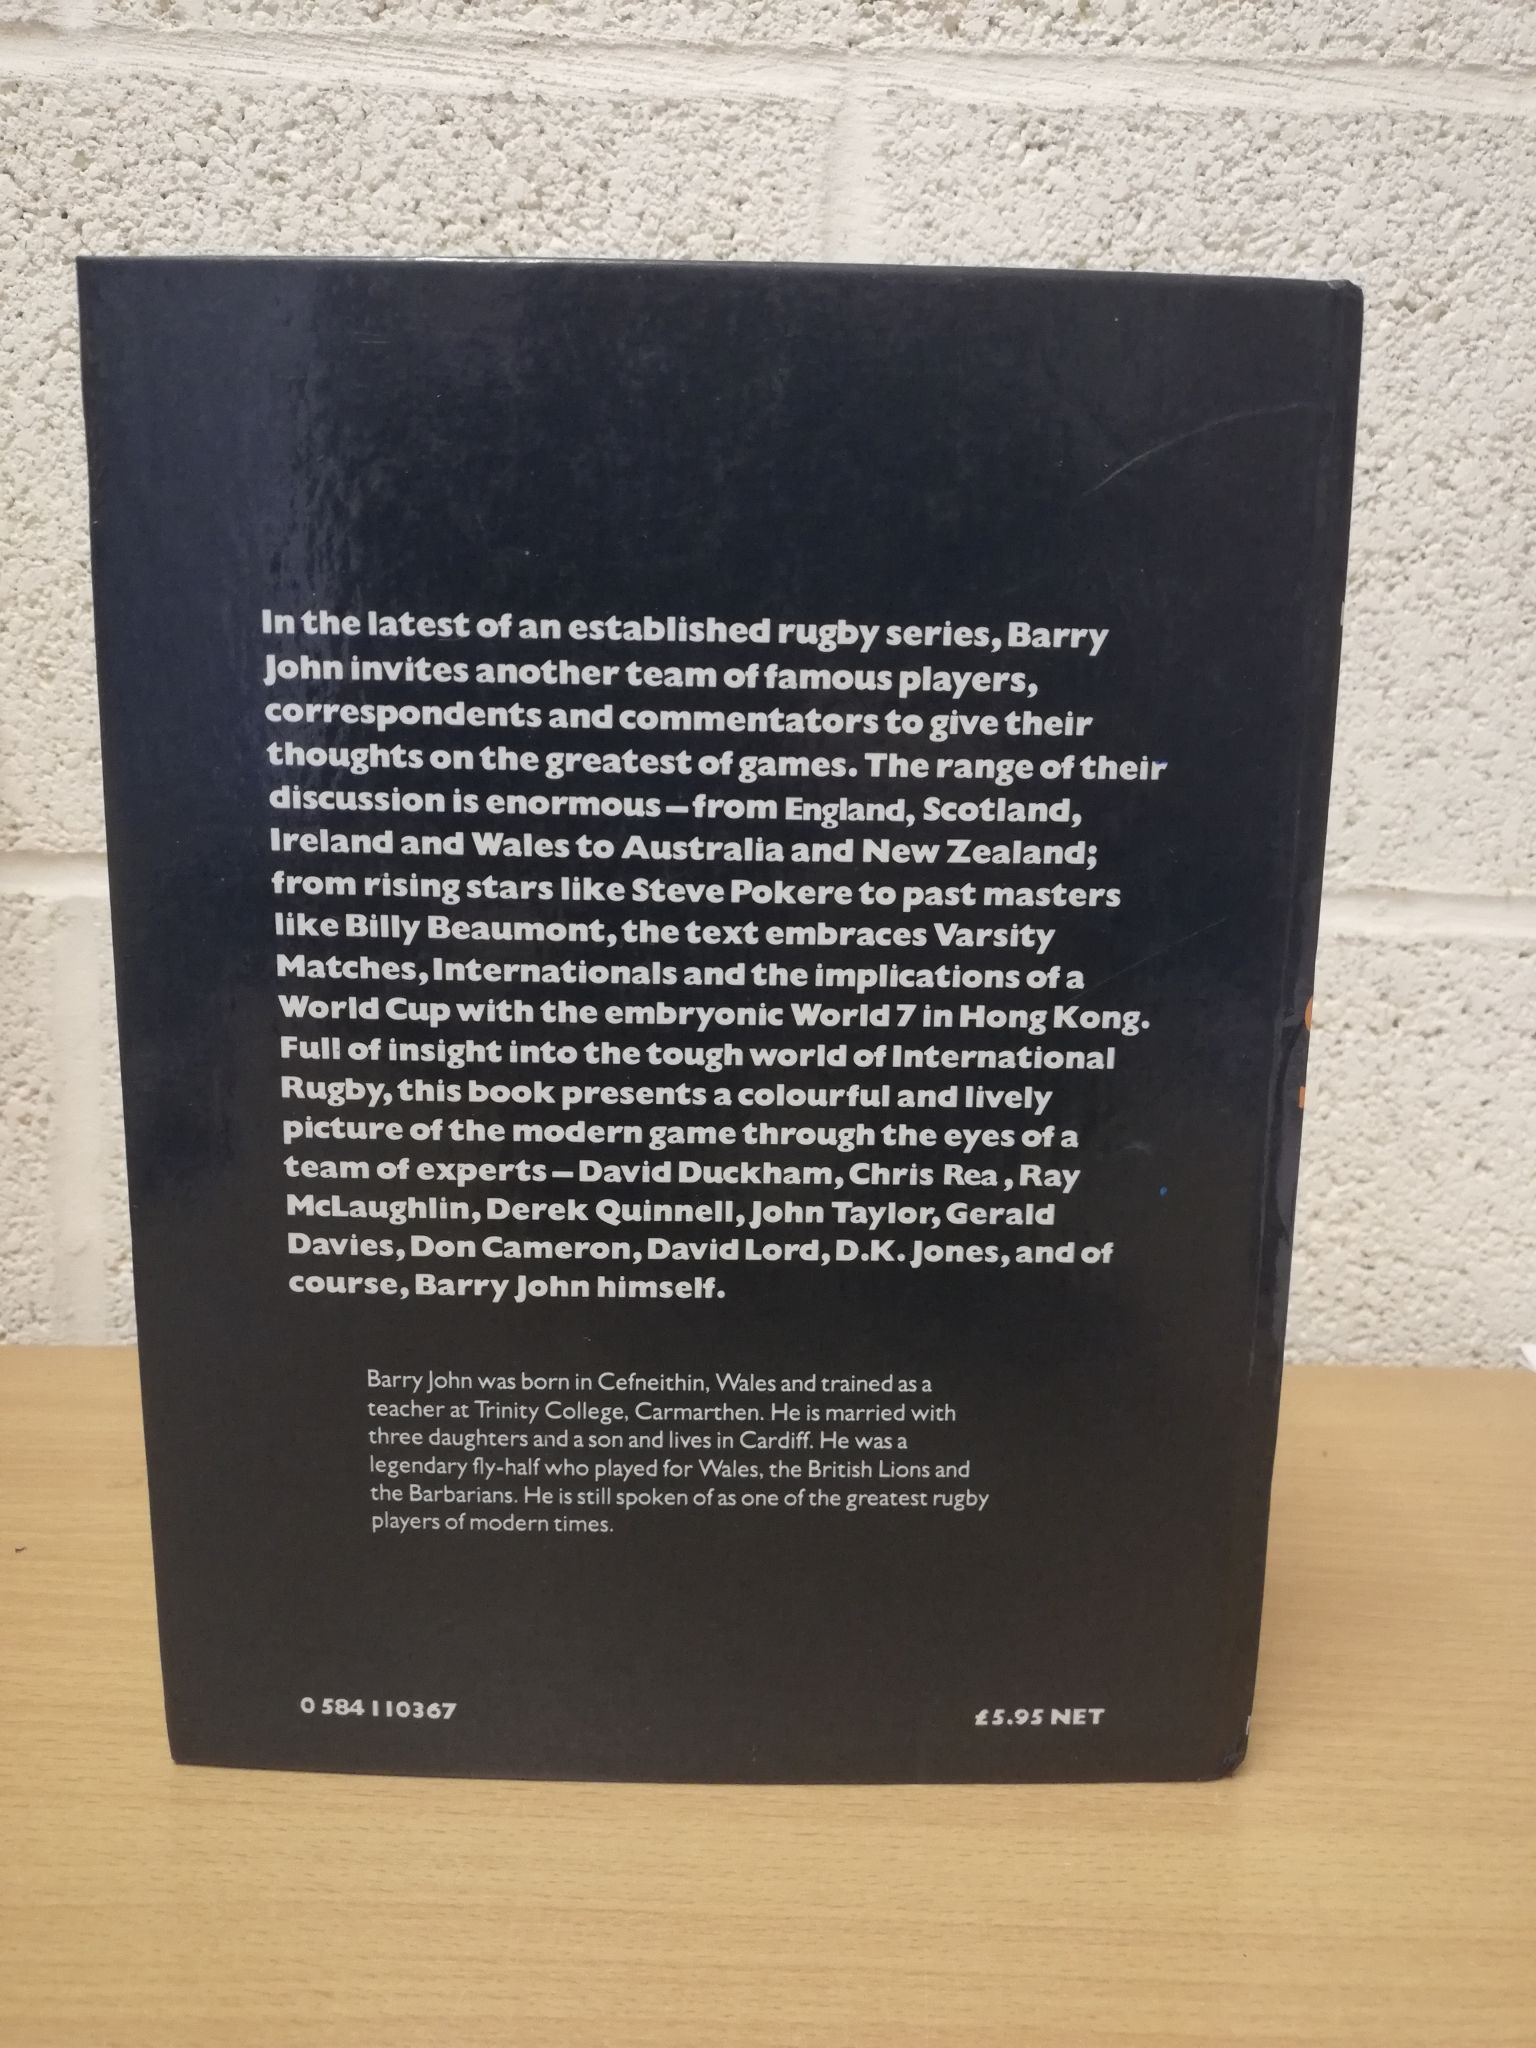 In the latest of an established rugby series, Barry
John invites another team of famous players,
correspondents and commentators to give their
thoughts on the greatest of games. The range of their
discussion is enormous – from England, Scotland,
Ireland and Wales to Australia and New Zealand;
from rising stars like Steve Pokere to past masters
like Billy Beaumont, the text embraces Varsity
Matches, Internationals and the implications of a
World Cup with the embryonic World 7 in Hong Kong.
Full of insight into the tough world of International
Rugby, this book presents a colourful and lively
picture of the modern game through the eyes of a
team of experts – David Duckham, Chris Rea , Ray
McLaughlin, Derek Quinnell, John Taylor, Gerald
Davies, Don Cameron, David Lord, D.K. Jones, and of
course, Barry John himself.
Barry John was born in Cefneithin, Wales and trained as a
teacher at Trinity College, Carmarthen. He is married with
three daughters and a son and lives in Cardiff. He was a
legendary fly-half who played for Wales, the British Lions and
the Barbarians. He is still spoken of as one of the greatest rugby
players of modern times.
0 584 110367
£5.95 NET